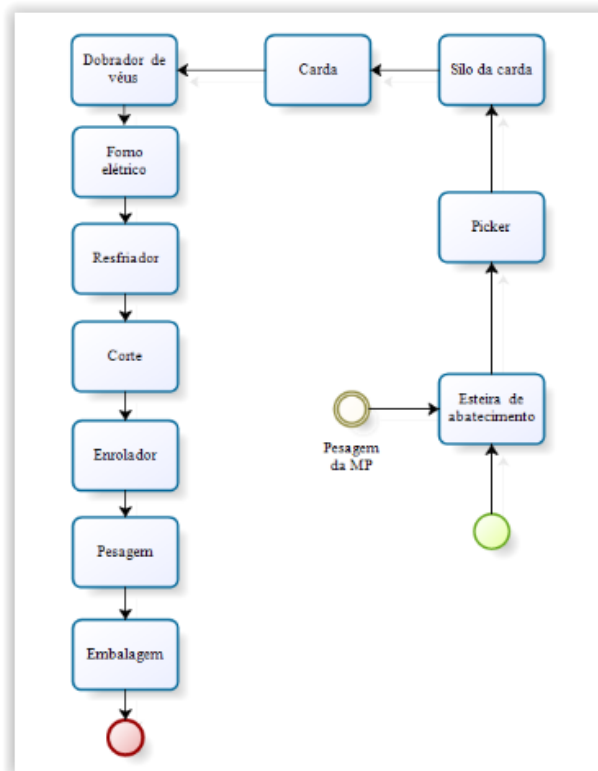 Dobrador de
véus
Carda
Silo da carda
Forno
elétrico
Picker
Resfriador
Corte
Esteira de
abatecimento
Pesagem
da MP
Enrolador
Pesagem
Embalagem